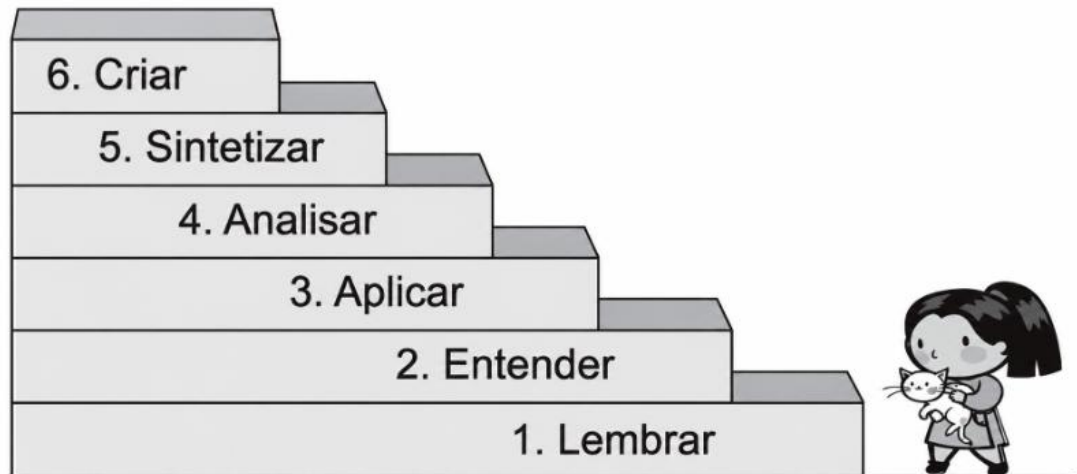 6. Criar
5. Sintetizar
4. Analisar
3. Aplicar
2. Entender
1. Lembrar